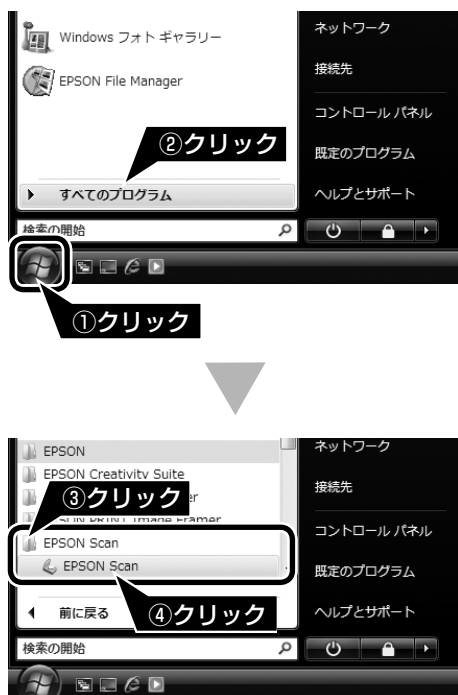 Windows フォト ギャラリー
EPSON File Manager
②クリック
すべてのプログラム
検索の開始
ネットワーク
接続先
コントロール パネル
既定のプログラム
ヘルプとサポート
①クリック
EPSON
EPSON Creativity Suite
③クリック
er
EPSON PRINT Image Framer
EPSON Scan
EPSON Scan
前に戻る
④クリック
検索の開始
ネットワーク
接続先
コントロール パネル
既定のプログラム
ヘルプとサポート